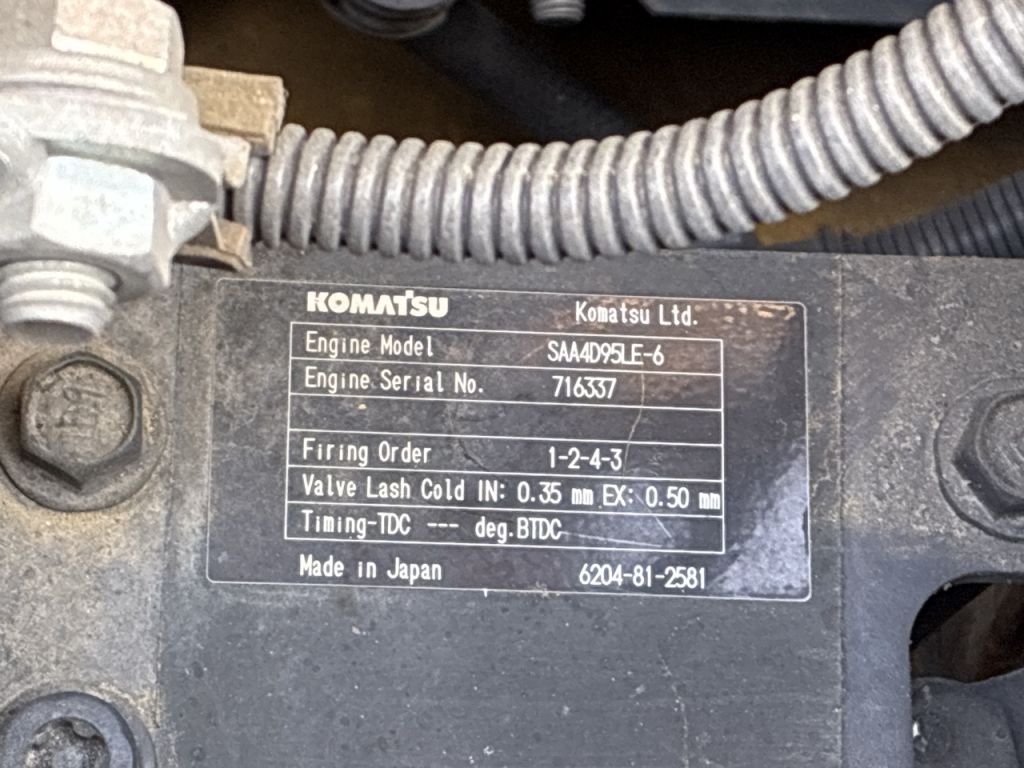 KOMATSU Komatsu Ltd.
Engine Model SAA4D95LE-6
Engine Serial No. 716337
Firing Order 1-2-4-3
Valve Lash Cold IN: 0.35 mm EX: 0.50 mm
Timing-TDC --- deg.BTDC
Made in Japan 6204-81-2581